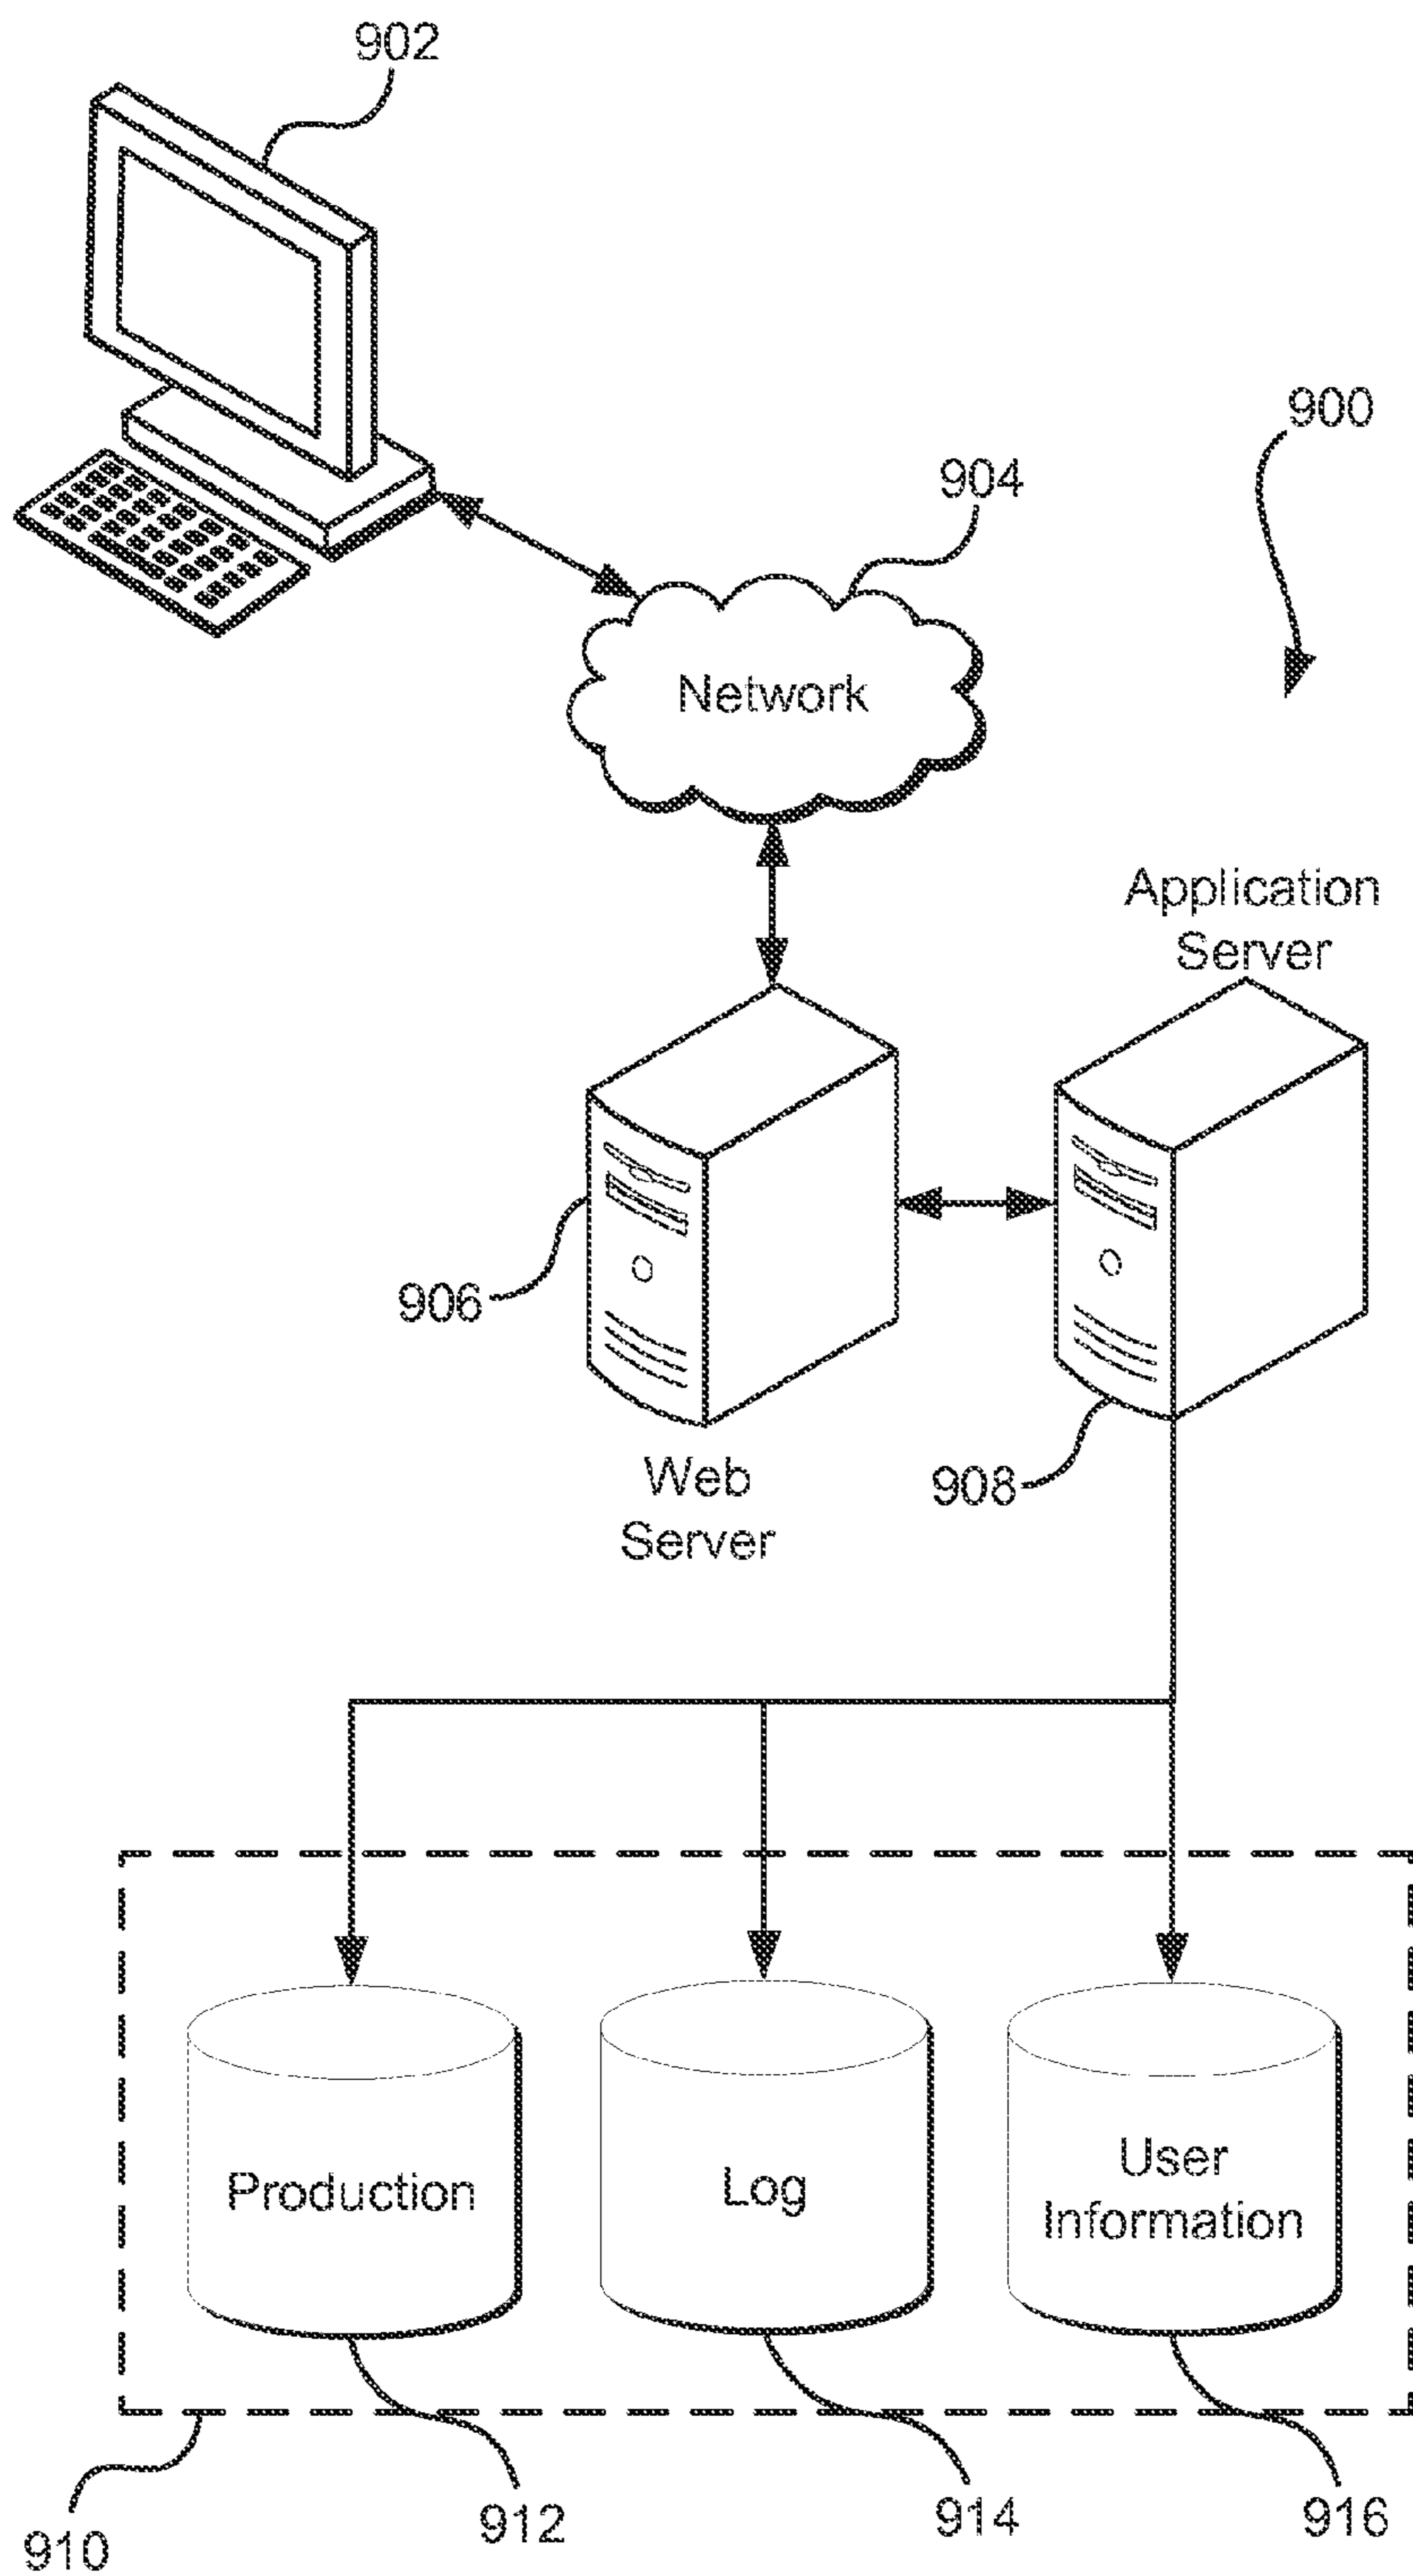 902
900
904
Network
Application
Server
906
908
Web
Server
Production
Log
User
Information
910
912
914
916